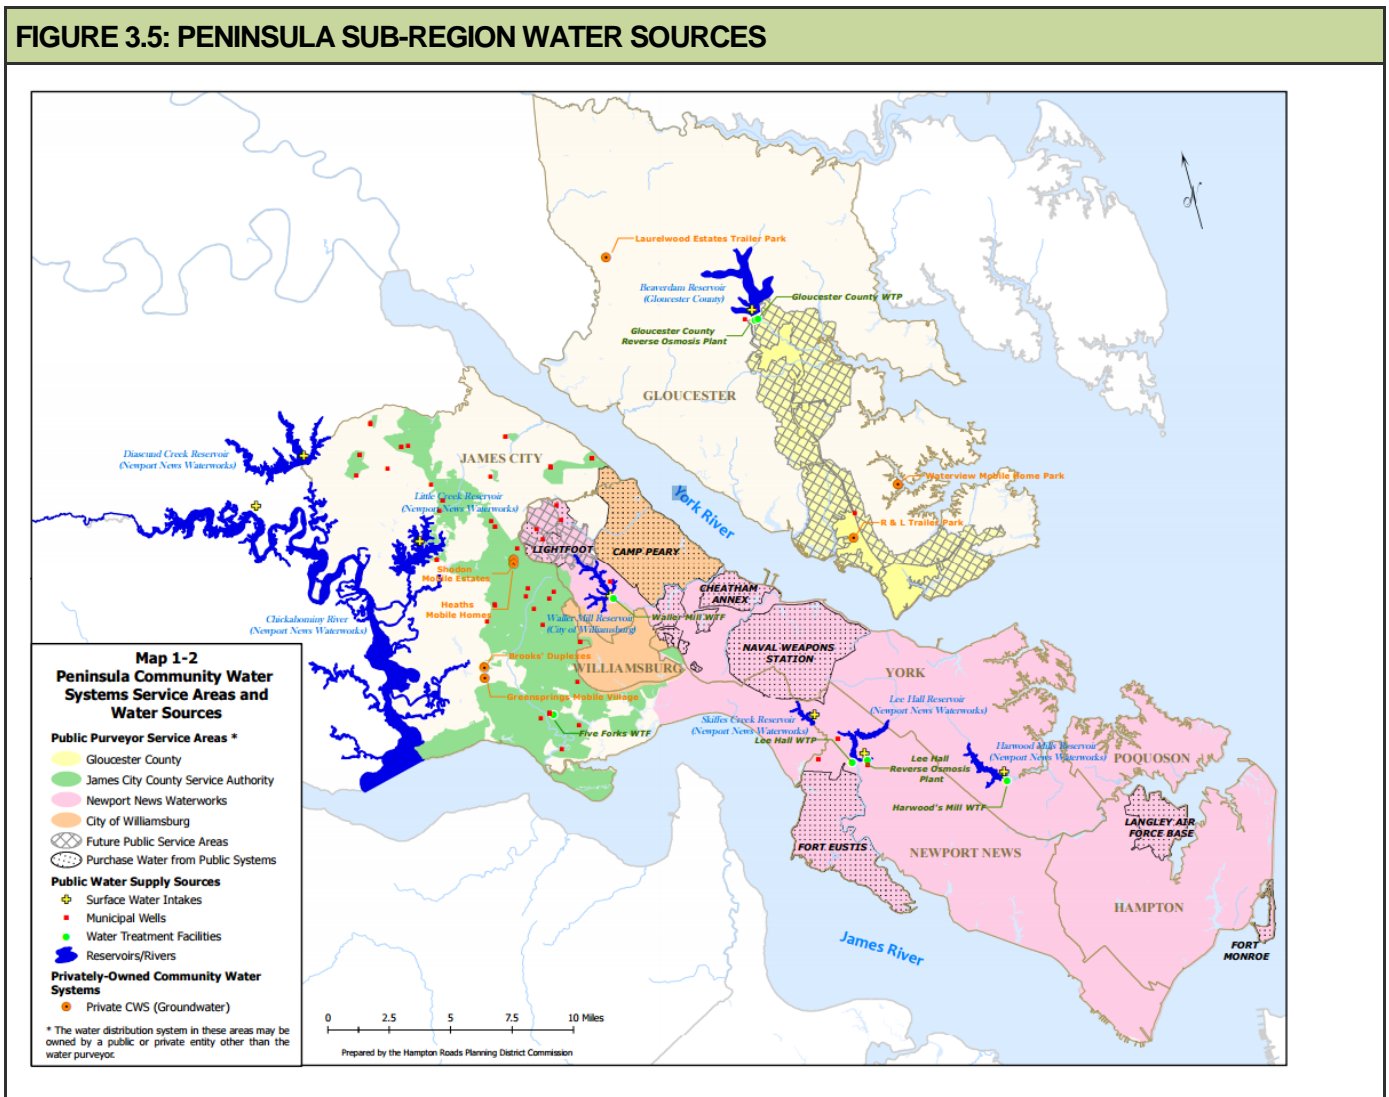 FIGURE 3.5: PENINSULA SUB-REGION WATER SOURCES
Laurelwood Estates Trailer Park
Beaverdam Reservoir
(Gloucester County)
Gloucester County WTP
Gloucester County
Reverse Osmosis Plant
GLOUCESTER
JAMES CITY
Diascund Creek Reservoir
(Newport News Waterworks)
Little Creek Reservoir
(Newport News Waterworks)
York River
Waterview Mobile Home Park
R & L Trailer Park
LIGHTFOOT
CAMP PEARY
Shodon
Mobile Estates
CHEATHAM
ANNEX
Heaths
Mobile Homes
Chickahominy River
(Newport News Waterworks)
Waller Mill Reservoir
(City of Williamsburg)
Waller Mill WTF
NAVAL WEAPONS
STATION
Brooks' Duplexes
WILLIAMSBURG
YORK
Greensprings Mobile Village
Lee Hall Reservoir
(Newport News Waterworks)
Skiffes Creek Reservoir
(Newport News Waterworks)
Five Forks WTF
Lee Hall WTP
Harwood Mills Reservoir
(Newport News Waterworks)
POQUOSON
Lee Hall
Reverse Osmosis
Plant
Harwood's Mill WTF
LANGLEY AIR
FORCE BASE
FORT EUSTIS
NEWPORT NEWS
HAMPTON
James River
FORT
MONROE
Map 1-2
Peninsula Community Water
Systems Service Areas and
Water Sources
Public Purveyor Service Areas *
Gloucester County
James City County Service Authority
Newport News Waterworks
City of Williamsburg
Future Public Service Areas
Purchase Water from Public Systems
Public Water Supply Sources
Surface Water Intakes
Municipal Wells
Water Treatment Facilities
Reservoirs/Rivers
Privately-Owned Community Water
Systems
Private CWS (Groundwater)
* The water distribution system in these areas may be
owned by a public or private entity other than the
water purveyor.
0 2.5 5 7.5 10 Miles
Prepared by the Hampton Roads Planning District Commission